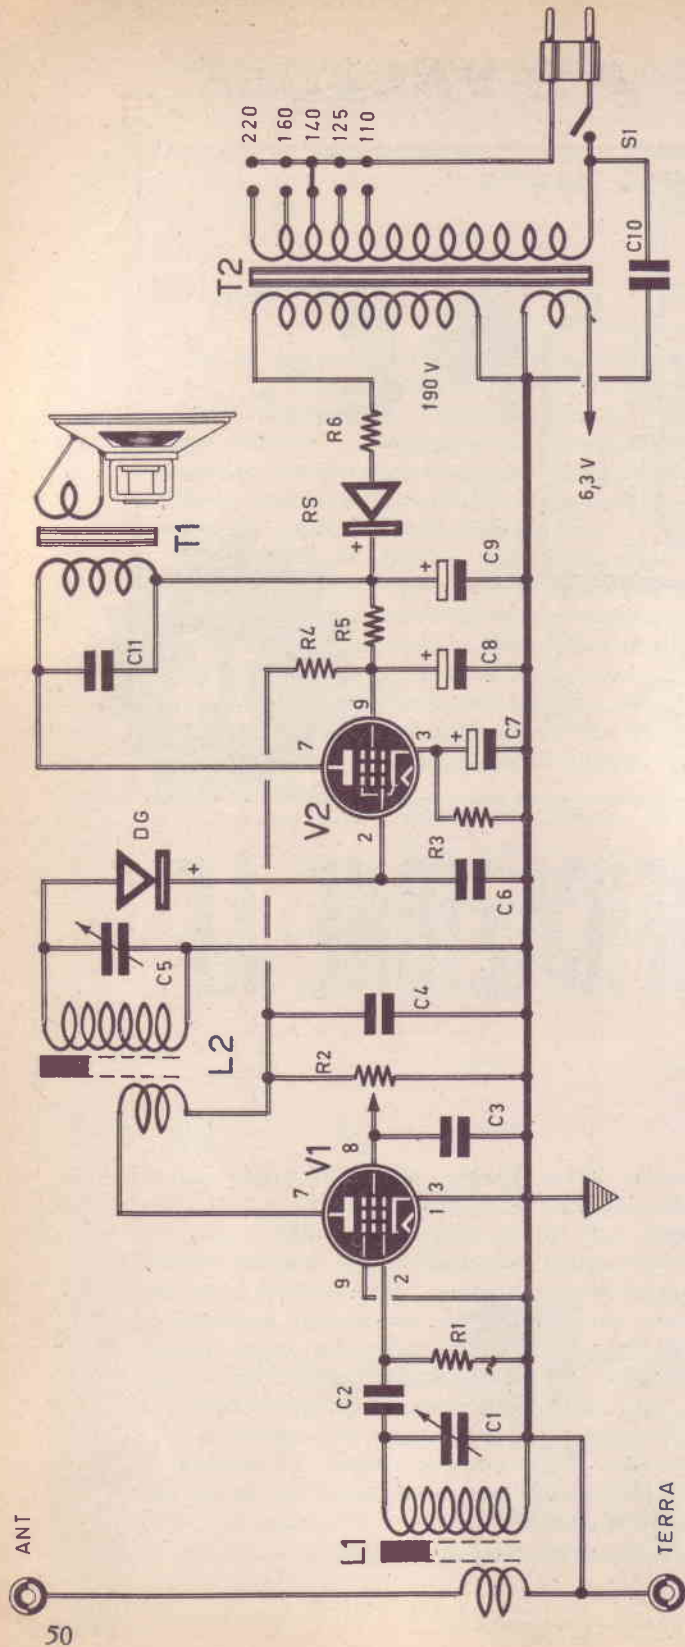 50
ANT
TERRA
L1
C1
C2
R1
9
2
7
V1
8
1
3
C3
R2
C4
L2
C5
DG
+
C6
2
V2
7
9
3
R3
+
C7
R4
R5
+
C8
+
C9
C11
T1
RS
+
R6
190 V
6,3 V
T2
220
160
140
125
110
S1
C10